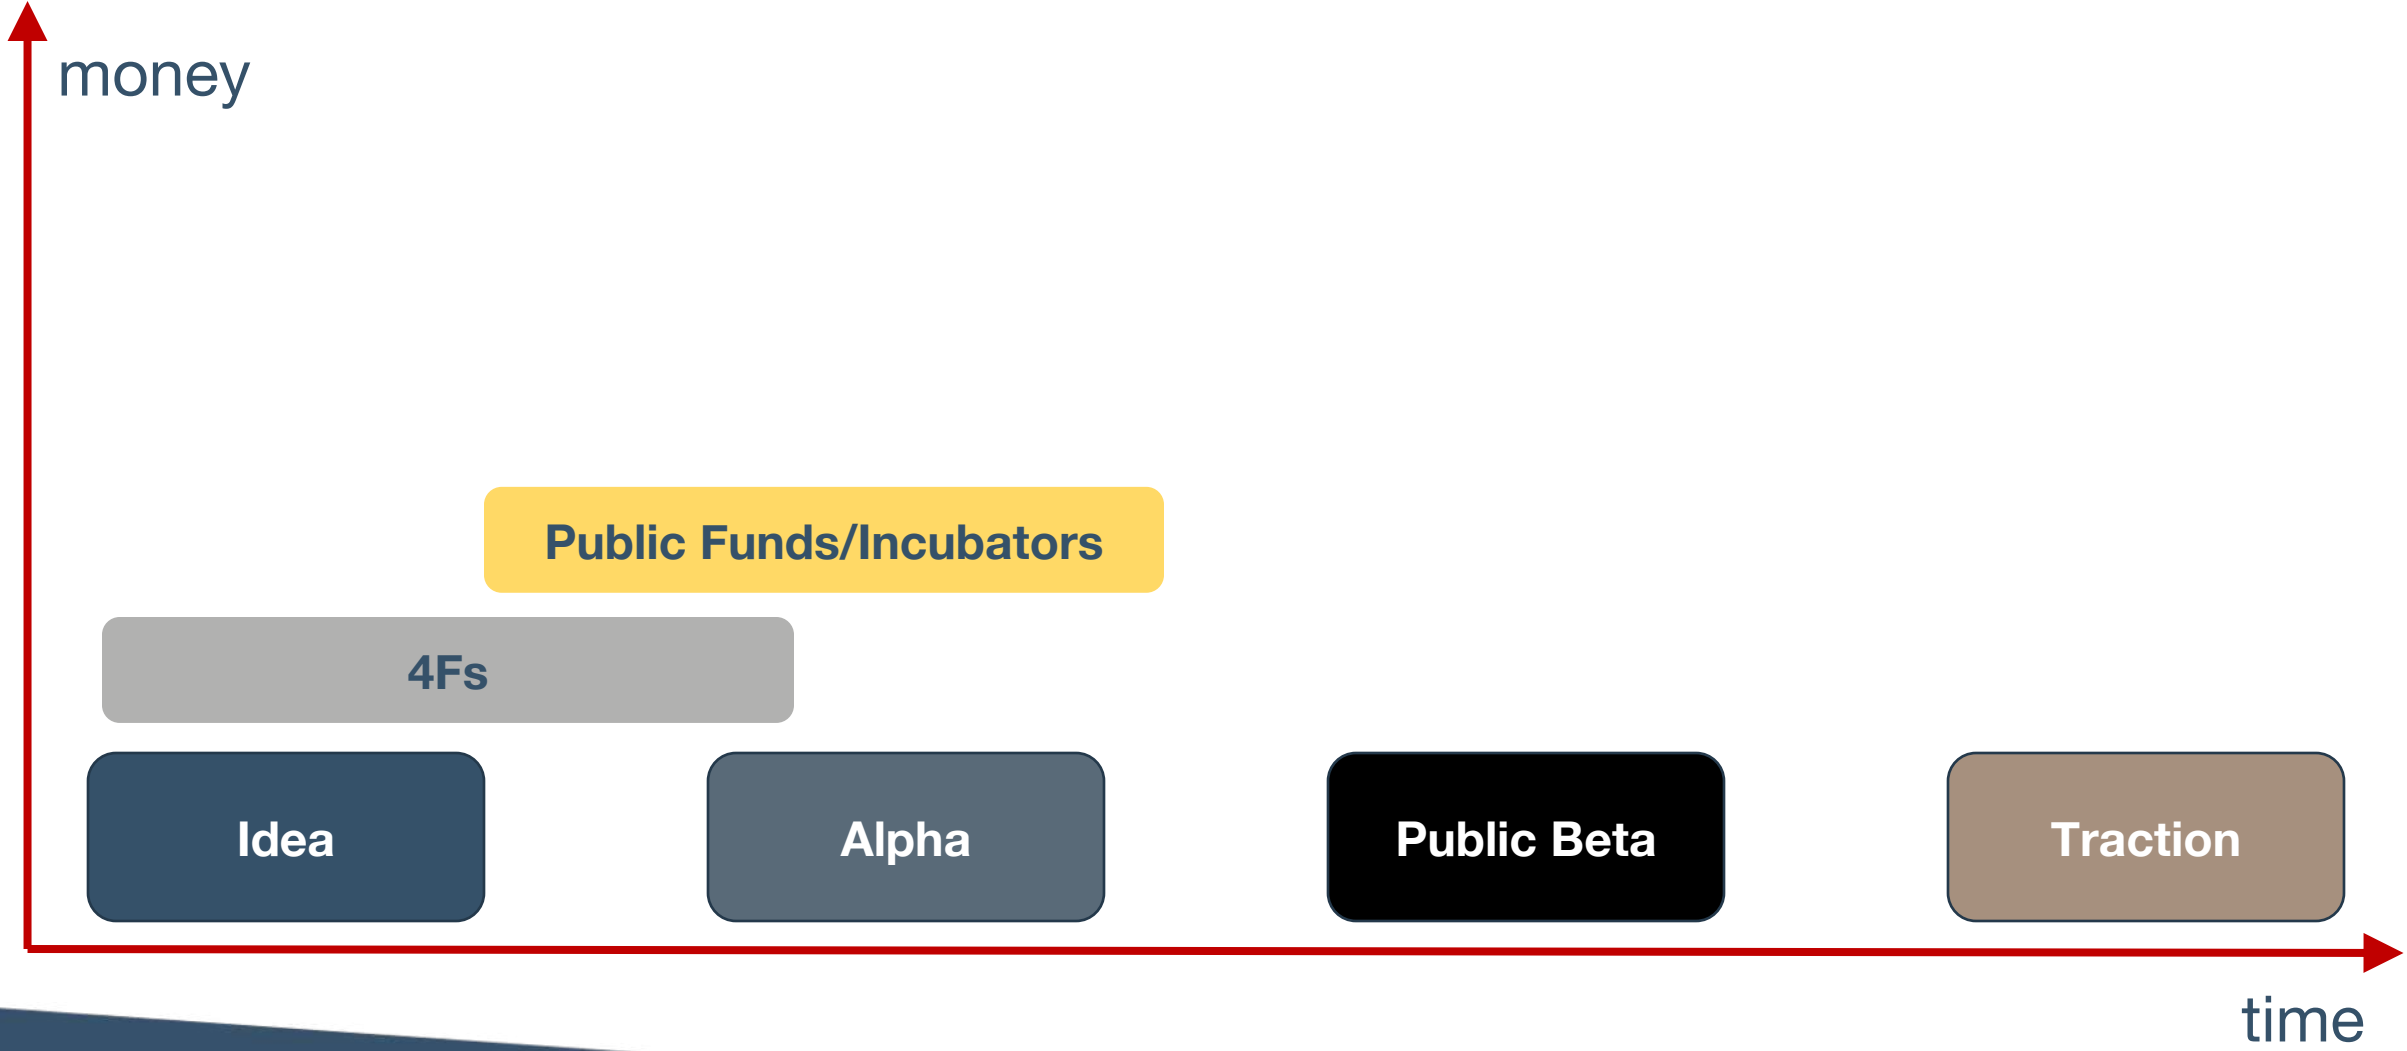 money
Public Funds/Incubators
4Fs
Idea
Alpha
Public Beta
Traction
time